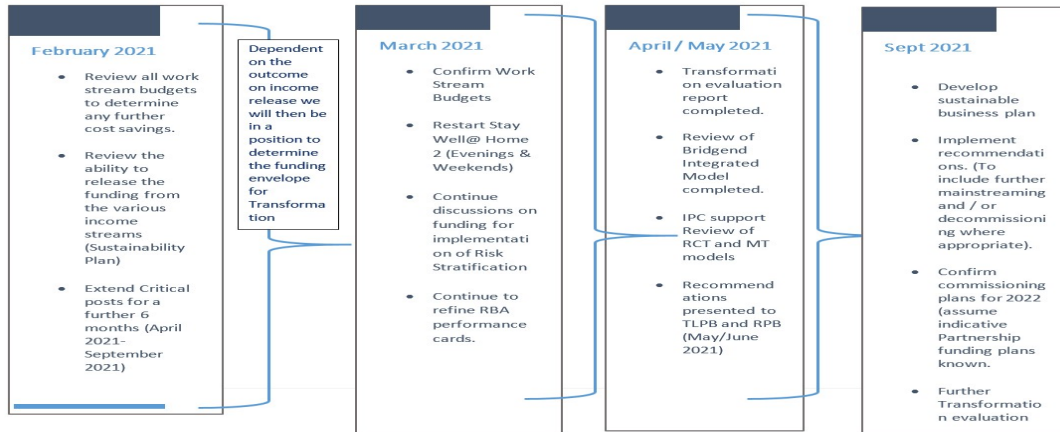 February 2021
Review all work
stream budgets
to determine
any further
cost savings.
Review the
ability to
release the
funding from
the various
income
streams
(Sustainability
Plan)
Extend Critical
posts for a
further 6
months (April
2021-
September
2021)
Dependent
on the
outcome
on income
release we
will then be
in a
position to
determine
the funding
envelope
for
Transforma
tion
March 2021
Confirm Work
Stream
Budgets
Restart Stay
Well@ Home
2 (Evenings &
Weekends)
Continue
discussions on
funding for
implementati
on of Risk
Stratification
Continue to
refine RBA
performance
cards.
April / May 2021
Transformati
on evaluation
report
completed.
Review of
Bridgend
Integrated
Model
completed.
IPC support
Review of
RCT and MT
models
Recommend
ations
presented to
TLPB and RPB
(May/June
2021)
Sept 2021
Develop
sustainable
business plan
Implement
recommendati
ons. (To
include further
mainstreaming
and / or
decommissioni
ng where
appropriate).
Confirm
commissioning
plans for 2022
(assume
indicative
Partnership
funding plans
known.
Further
Transformatio
n evaluation